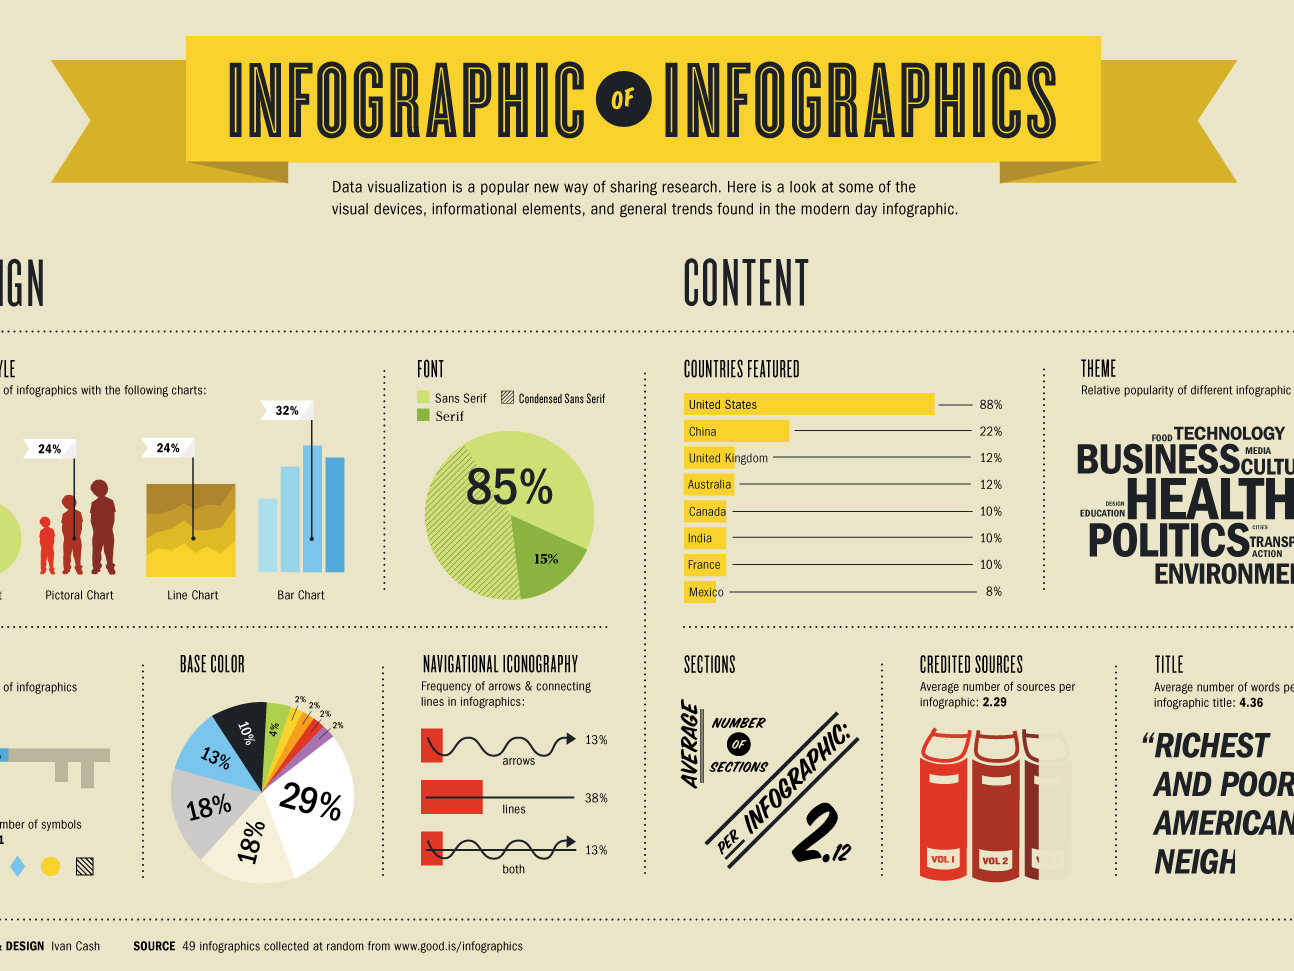 INFOGRAPHIC OF INFOGRAPHICS
Data visualization is a popular new way of sharing research. Here is a look at some of the
visual devices, informational elements, and general trends found in the modern day infographic.
IGN
CONTENT
YLE
of infographics with the following charts:
24%
24%
32%
Pictoral Chart
Line Chart
Bar Chart
FONT
Sans Serif
Condensed Sans Serif
Serif
85%
15%
COUNTRIES FEATURED
United States 88%
China 22%
United Kingdom 12%
Australia 12%
Canada 10%
India 10%
France 10%
Mexico 8%
THEME
Relative popularity of different infographic
FOOD TECHNOLOGY
BUSINESS MEDIA
CULTU
HEALTH
DESIGN
EDUCATION
POLITICS CITIES
TRANSP
ACTION
ENVIRONME
of infographics
mber of symbols
1
BASE COLOR
2%
2%
2%
2%
4%
10%
13%
18%
18%
29%
NAVIGATIONAL ICONOGRAPHY
Frequency of arrows & connecting
lines in infographics:
13%
arrows
38%
lines
13%
both
SECTIONS
AVERAGE
NUMBER
OF
SECTIONS
PER INFOGRAPHIC:
2.12
CREDITED SOURCES
Average number of sources per
infographic: 2.29
VOL 1
VOL 2
TITLE
Average number of words pe
infographic title: 4.36
“RICHEST
AND POOR
AMERICAN
NEIGH
& DESIGN Ivan Cash
SOURCE 49 infographics collected at random from www.good.is/infographics